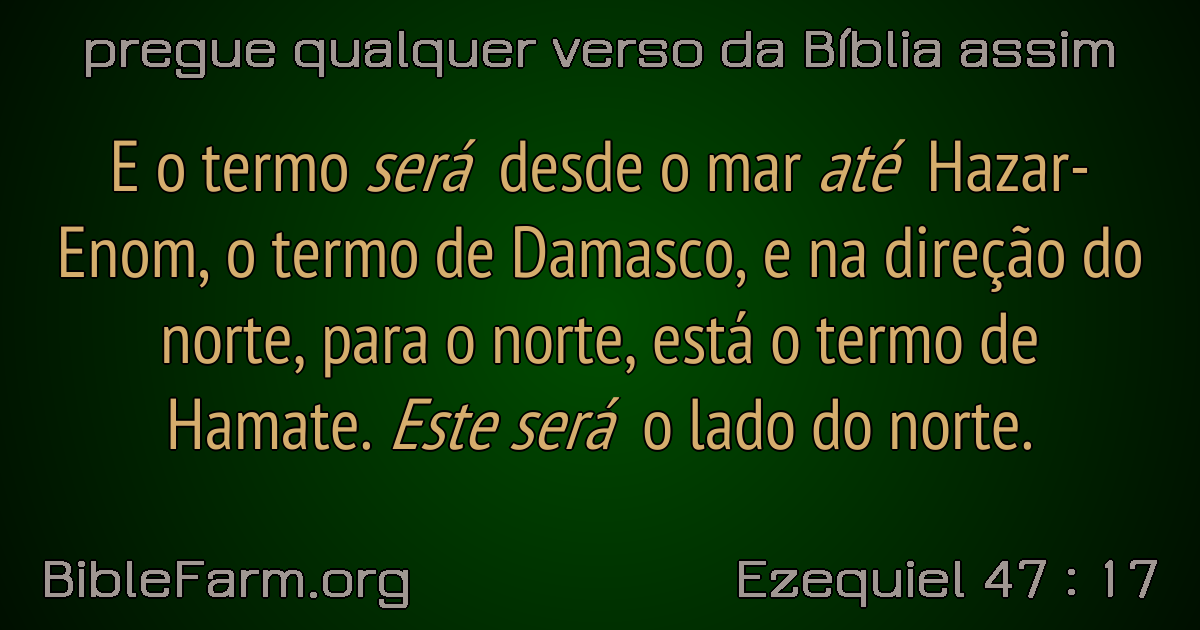 pregue qualquer verso da Bíblia assim
E o termo será desde o mar até Hazar-
Enom, o termo de Damasco, e na direção do
norte, para o norte, está o termo de
Hamate. Este será o lado do norte.
BibleFarm.org
Ezequiel 47 : 17